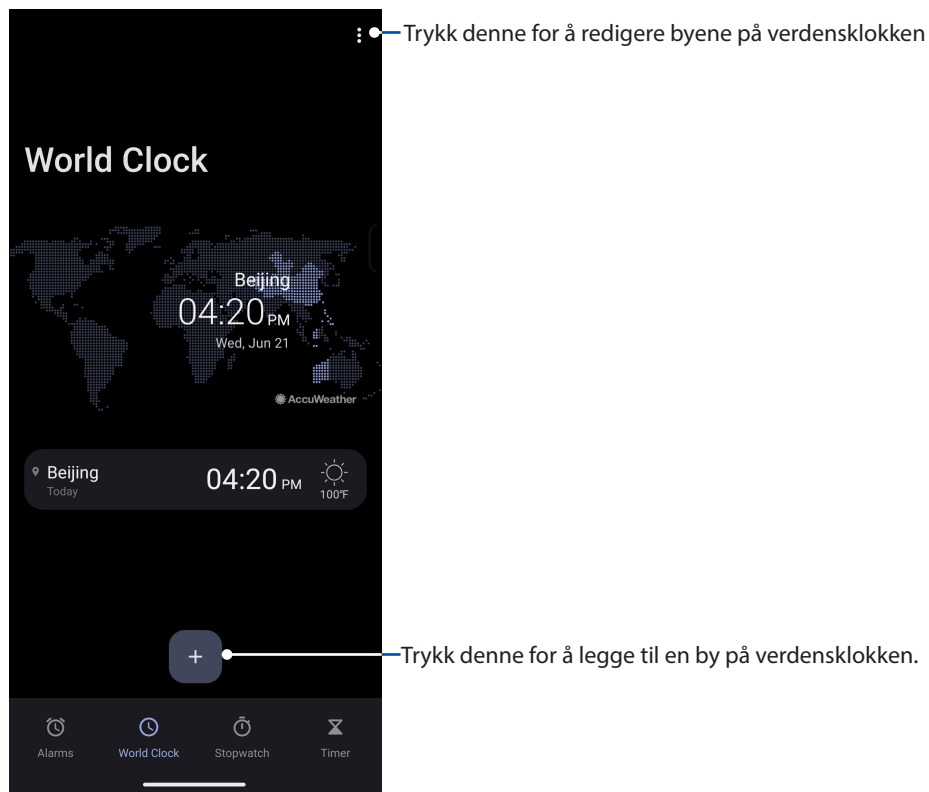 Trykk denne for å redigere byene på verdensklokken
World Clock
Beijing
04:20 PM
Wed, Jun 21
AccuWeather
Beijing
Today
04:20 PM
100°F
+
Trykk denne for å legge til en by på verdensklokken.
Alarms
World Clock
Stopwatch
Timer